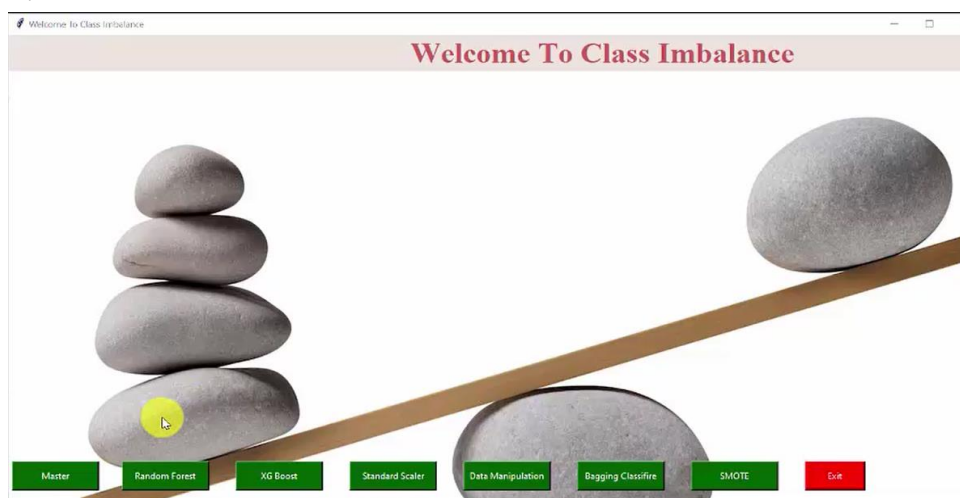 Welcome To Class Imbalance
Welcome To Class Imbalance
Master Random Forest XG Boost Standard Scaler Data Manipulation Bagging Classifire SMOTE Exit